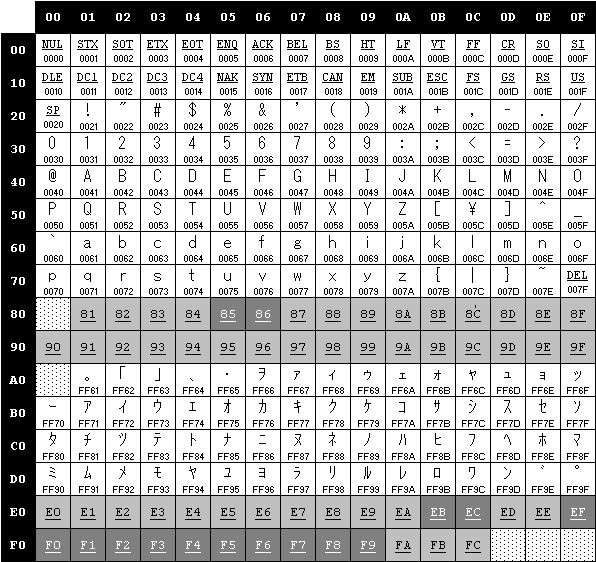 00 01 02 03 04 05 06 07 08 09 0A 0B 0C 0D 0E 0F
00 NUL STX SOT ETX EOT ENQ ACK BEL BS HT LF VT FF CR SO SI
0000 0001 0002 0003 0004 0005 0006 0007 0008 0009 000A 000B 000C 000D 000E 000F
10 DLE DC1 DC2 DC3 DC4 NAK SYN ETB CAN EM SUB ESC FS GS RS US
0010 0011 0012 0013 0014 0015 0016 0017 0018 0019 001A 001B 001C 001D 001E 001F
20 SP ! ″ # $ % & ' ( ) * + , - . /
0020 0021 0022 0023 0024 0025 0026 0027 0028 0029 002A 002B 002C 002D 002E 002F
30 0 1 2 3 4 5 6 7 8 9 : ; < = > ?
0030 0031 0032 0033 0034 0035 0036 0037 0038 0039 003A 003B 003C 003D 003E 003F
40 @ A B C D E F G H I J K L M N O
0040 0041 0042 0043 0044 0045 0046 0047 0048 0049 004A 004B 004C 004D 004E 004F
50 P Q R S T U V W X Y Z [ ¥ ] ^ _
0050 0051 0052 0053 0054 0055 0056 0057 0058 0059 005A 005B 005C 005D 005E 005F
60 ` a b c d e f g h i j k l m n o
0060 0061 0062 0063 0064 0065 0066 0067 0068 0069 006A 006B 006C 006D 006E 006F
70 p q r s t u v w x y z { | } ~ DEL
0070 0071 0072 0073 0074 0075 0076 0077 0078 0079 007A 007B 007C 007D 007E 007F
80 81 82 83 84 85 86 87 88 89 8A 8B 8C 8D 8E 8F
90 90 91 92 93 94 95 96 97 98 99 9A 9B 9C 9D 9E 9F
A0 。 「 」 、 ・ ヲ ァ ィ ゥ ェ ォ ャ ュ ョ ッ
FF61 FF62 FF63 FF64 FF65 FF66 FF67 FF68 FF69 FF6A FF6B FF6C FF6D FF6E FF6F
B0 ー ア イ ウ エ オ カ キ ク ケ コ サ シ ス セ ソ
FF70 FF71 FF72 FF73 FF74 FF75 FF76 FF77 FF78 FF79 FF7A FF7B FF7C FF7D FF7E FF7F
C0 タ チ ツ テ ト ナ ニ ヌ ネ ノ ハ ヒ フ ヘ ホ マ
FF80 FF81 FF82 FF83 FF84 FF85 FF86 FF87 FF88 FF89 FF8A FF8B FF8C FF8D FF8E FF8F
D0 ミ ム メ モ ヤ ユ ヨ ラ リ ル レ ロ ワ ン ゙ ゚
FF90 FF91 FF92 FF93 FF94 FF95 FF96 FF97 FF98 FF99 FF9A FF9B FF9C FF9D FF9E FF9F
E0 E0 E1 E2 E3 E4 E5 E6 E7 E8 E9 EA EB EC ED EE EF
F0 F0 F1 F2 F3 F4 F5 F6 F7 F8 F9 FA FB FC